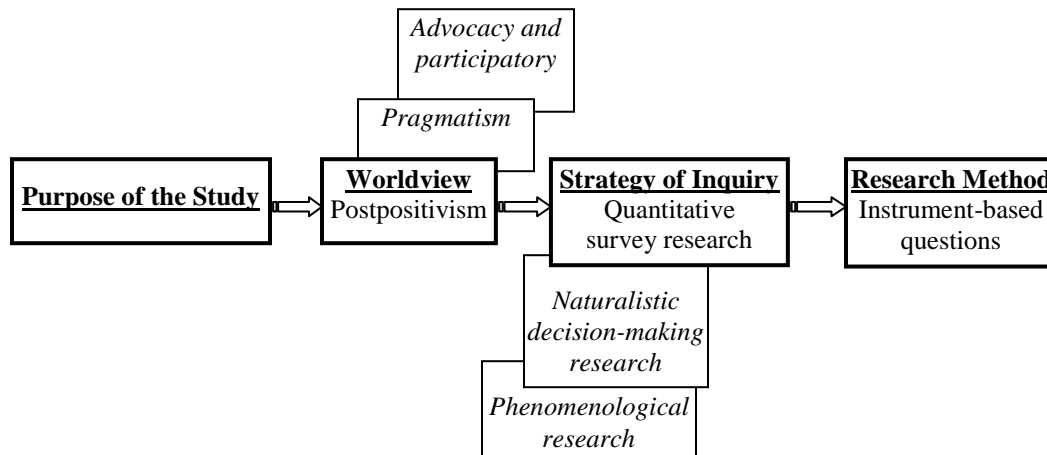 Advocacy and
participatory
Pragmatism
Purpose of the Study
Worldview
Postpositivism
Strategy of Inquiry
Quantitative
survey research
Research Method
Instrument-based
questions
Naturalistic
decision-making
research
Phenomenological
research